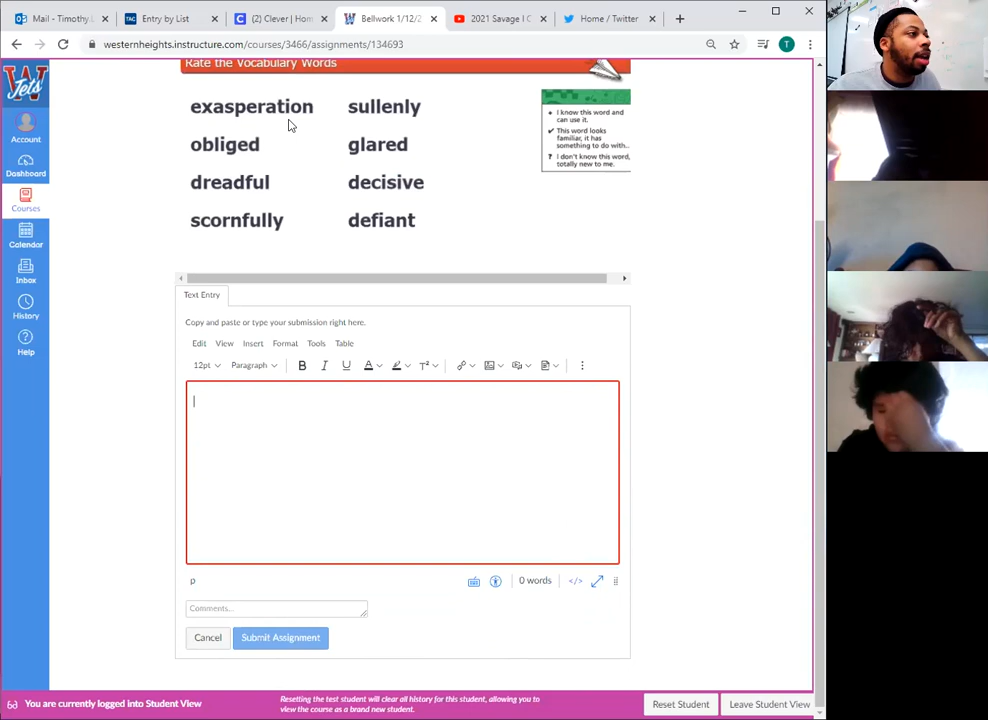 Mail - Timothy.
Entry by List
(2) Clever | Hom
Bellwork 1/12/2
2021 Savage I C
Home / Twitter
westernheights.instructure.com/courses/3466/assignments/134693
Jets
Account
Dashboard
Courses
Calendar
Inbox
History
Help
Rate the Vocabulary Words
exasperation sullenly
obliged glared
dreadful decisive
scornfully defiant
I know this word and
can use it.
This word looks
familiar, it has
something to do with...
? I don't know this word,
totally new to me.
Text Entry
Copy and paste or type your submission right here.
Edit View Insert Format Tools Table
12pt Paragraph B I U A T²
p 0 words </>
Comments...
Cancel Submit Assignment
You are currently logged into Student View
Resetting the test student will clear all history for this student, allowing you to
view the course as a brand new student.
Reset Student Leave Student View